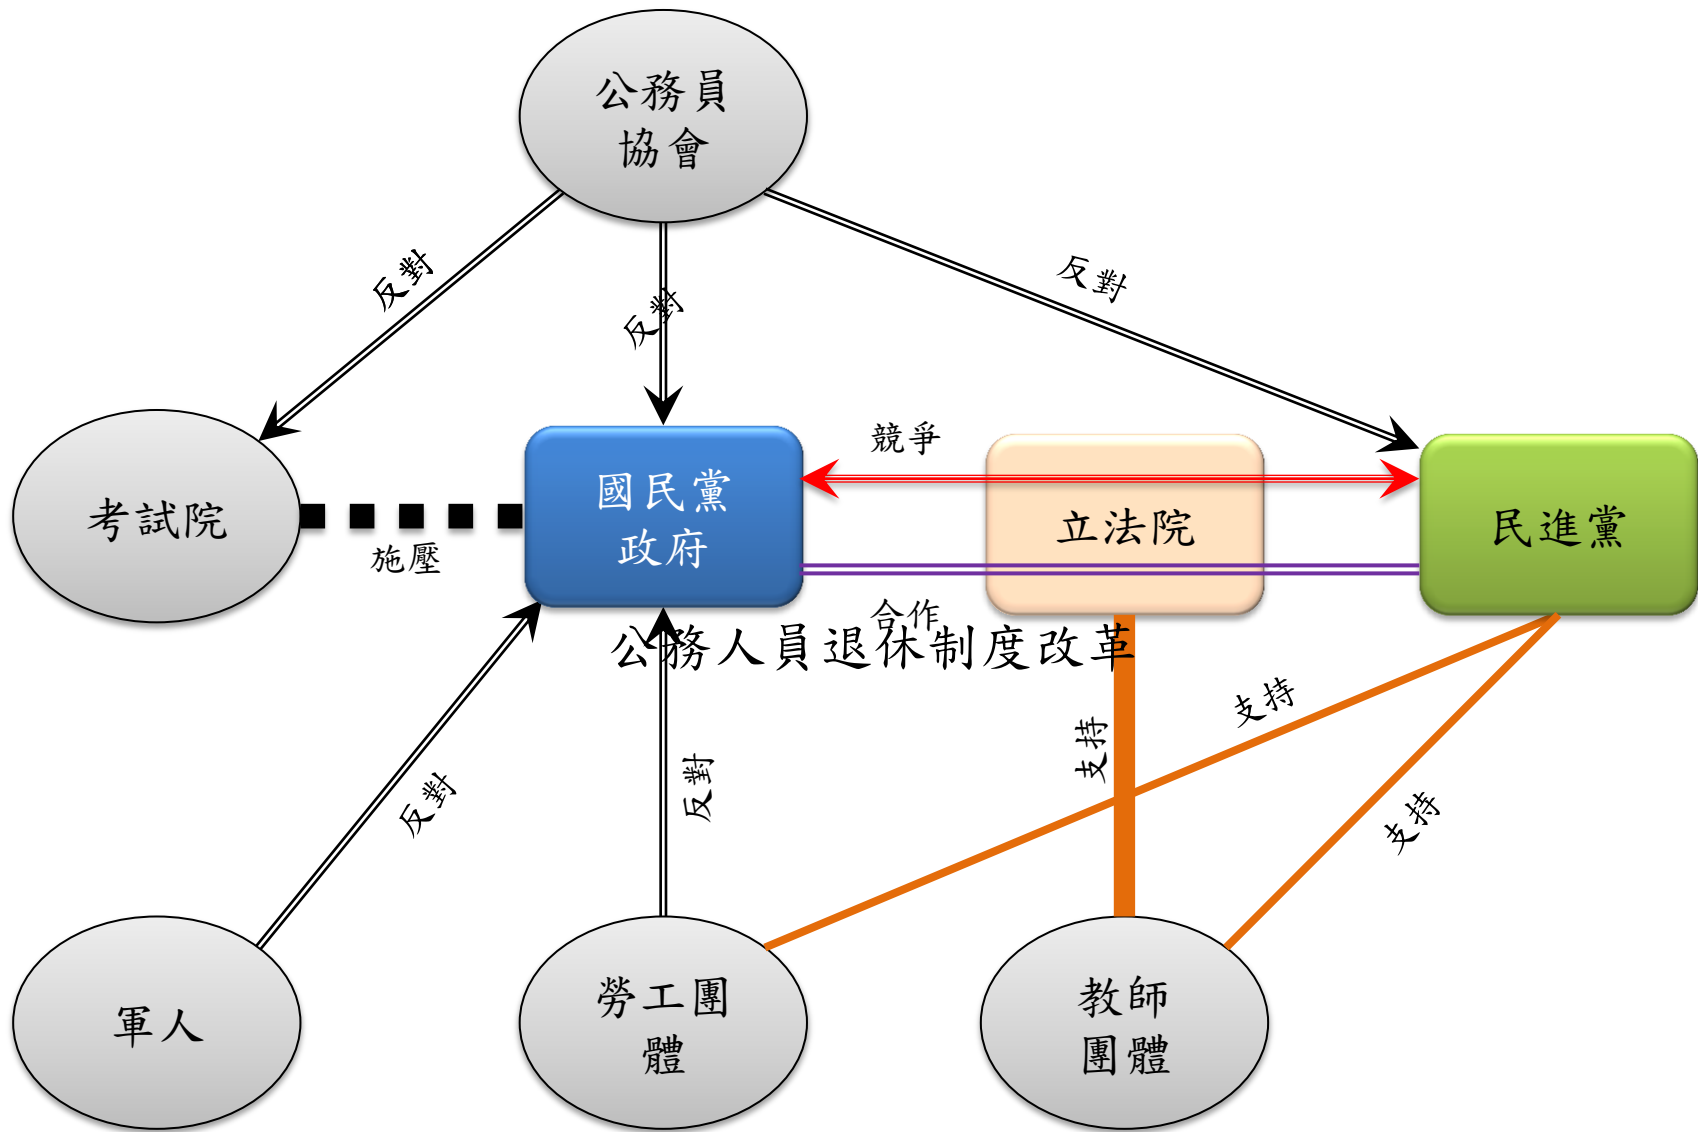 公務員
協會
反對
反對
反對
競爭
國民黨
政府
立法院
民進黨
考試院
施壓
合作
公務人員退休制度改革
支持
支持
反對
反對
支持
軍人
勞工團
體
教師
團體